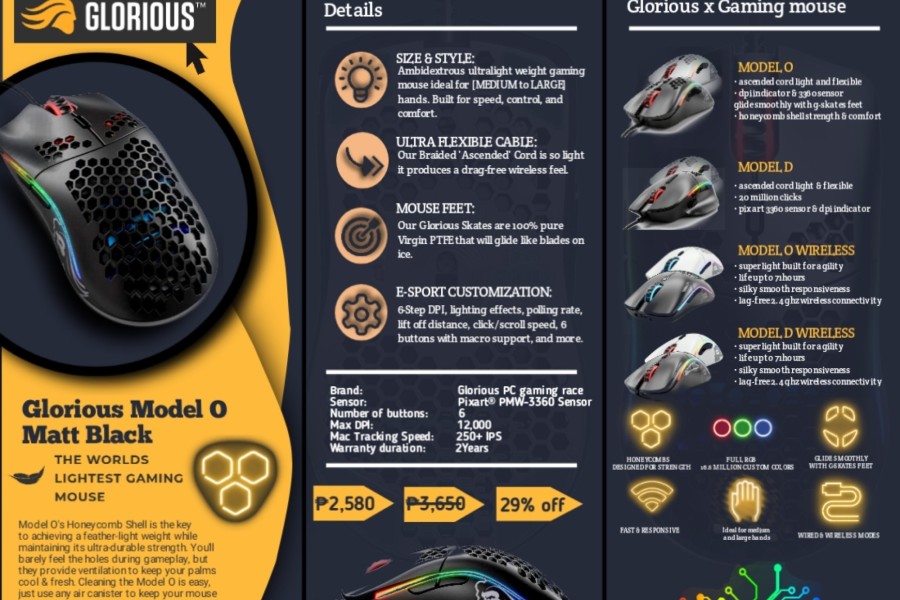 GLORIOUS™
Glorious Model O
Matt Black
THE WORLDS
LIGHTEST GAMING
MOUSE
Model O's Honeycomb Shell is the key
to achieving a feather-light weight while
maintaining its ultra-durable strength. Youll
barely feel the holes during gameplay, but
they provide ventilation to keep your palms
cool & fresh. Cleaning the Model O is easy,
just use any air canister to keep your mouse
Details
SIZE & STYLE:
Ambidextrous ultralight weight gaming
mouse ideal for [MEDIUM to LARGE]
hands. Built for speed, control, and
comfort.
ULTRA FLEXIBLE CABLE:
Our Braided 'Ascended' Cord is so light
it produces a drag-free wireless feel.
MOUSE FEET:
Our Glorious Skates are 100% pure
Virgin PTFE that will glide like blades on
ice.
E-SPORT CUSTOMIZATION:
6-Step DPI, lighting effects, polling rate,
lift off distance, click/scroll speed, 6
buttons with macro support, and more.
Brand: Glorious PC gaming race
Sensor: Pixart® PMW-3360 Sensor
Number of buttons: 6
Max DPI: 12,000
Mac Tracking Speed: 250+ IPS
Warranty duration: 2Years
₱2,580 ₱3,650 29% off
Glorious x Gaming mouse
MODEL O
· ascended cord light and flexible
· dpi indicator & 3360 sensor
glide smoothly with g-skates feet
· honeycomb shell strength & comfort
MODEL D
· ascended cord light & flexible
· 20 million clicks
· pixart 3360 sensor & dpi indicator
MODEL O WIRELESS
· super light built for agility
· life up to 71hours
· silky smooth responsiveness
· lag-free 2.4ghz wireless connectivity
MODEL D WIRELESS
· super light built for agility
· life up to 71hours
· silky smooth responsiveness
· lag-free 2.4ghz wireless connectivity
HONEYCOMBS
DESIGNED FOR STRENGTH
FULL RGB
16.8 MILLION CUSTOM COLORS
GLIDE SMOOTHLY
WITH G-SKATES FEET
FAST & RESPONSIVE
Ideal for medium
and large hands
WIRED & WIRELESS MODES